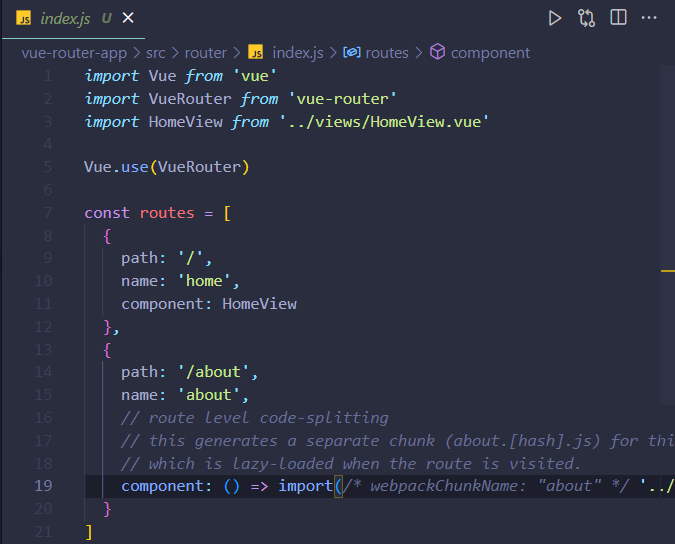 JS index.js U ×
vue-router-app > src > router > JS index.js > routes > component
1 import Vue from 'vue'
2 import VueRouter from 'vue-router'
3 import HomeView from '../views/HomeView.vue'
4
5 Vue.use(VueRouter)
6
7 const routes = [
8   {
9     path: '/',
10     name: 'home',
11     component: HomeView
12   },
13   {
14     path: '/about',
15     name: 'about',
16     // route level code-splitting
17     // this generates a separate chunk (about.[hash].js) for thi
18     // which is lazy-loaded when the route is visited.
19     component: () => import(/* webpackChunkName: "about" */ '../
20   }
21 ]